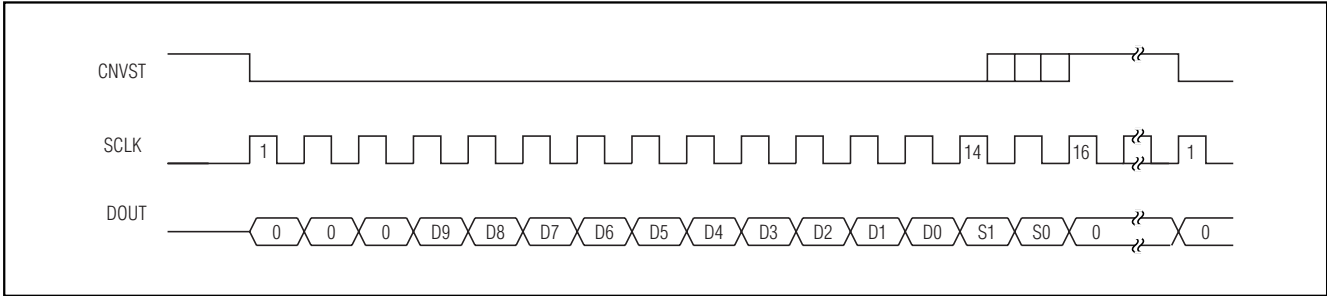 CNVST
SCLK 1 14 16 1
DOUT 0 0 0 D9 D8 D7 D6 D5 D4 D3 D2 D1 D0 S1 S0 0 0